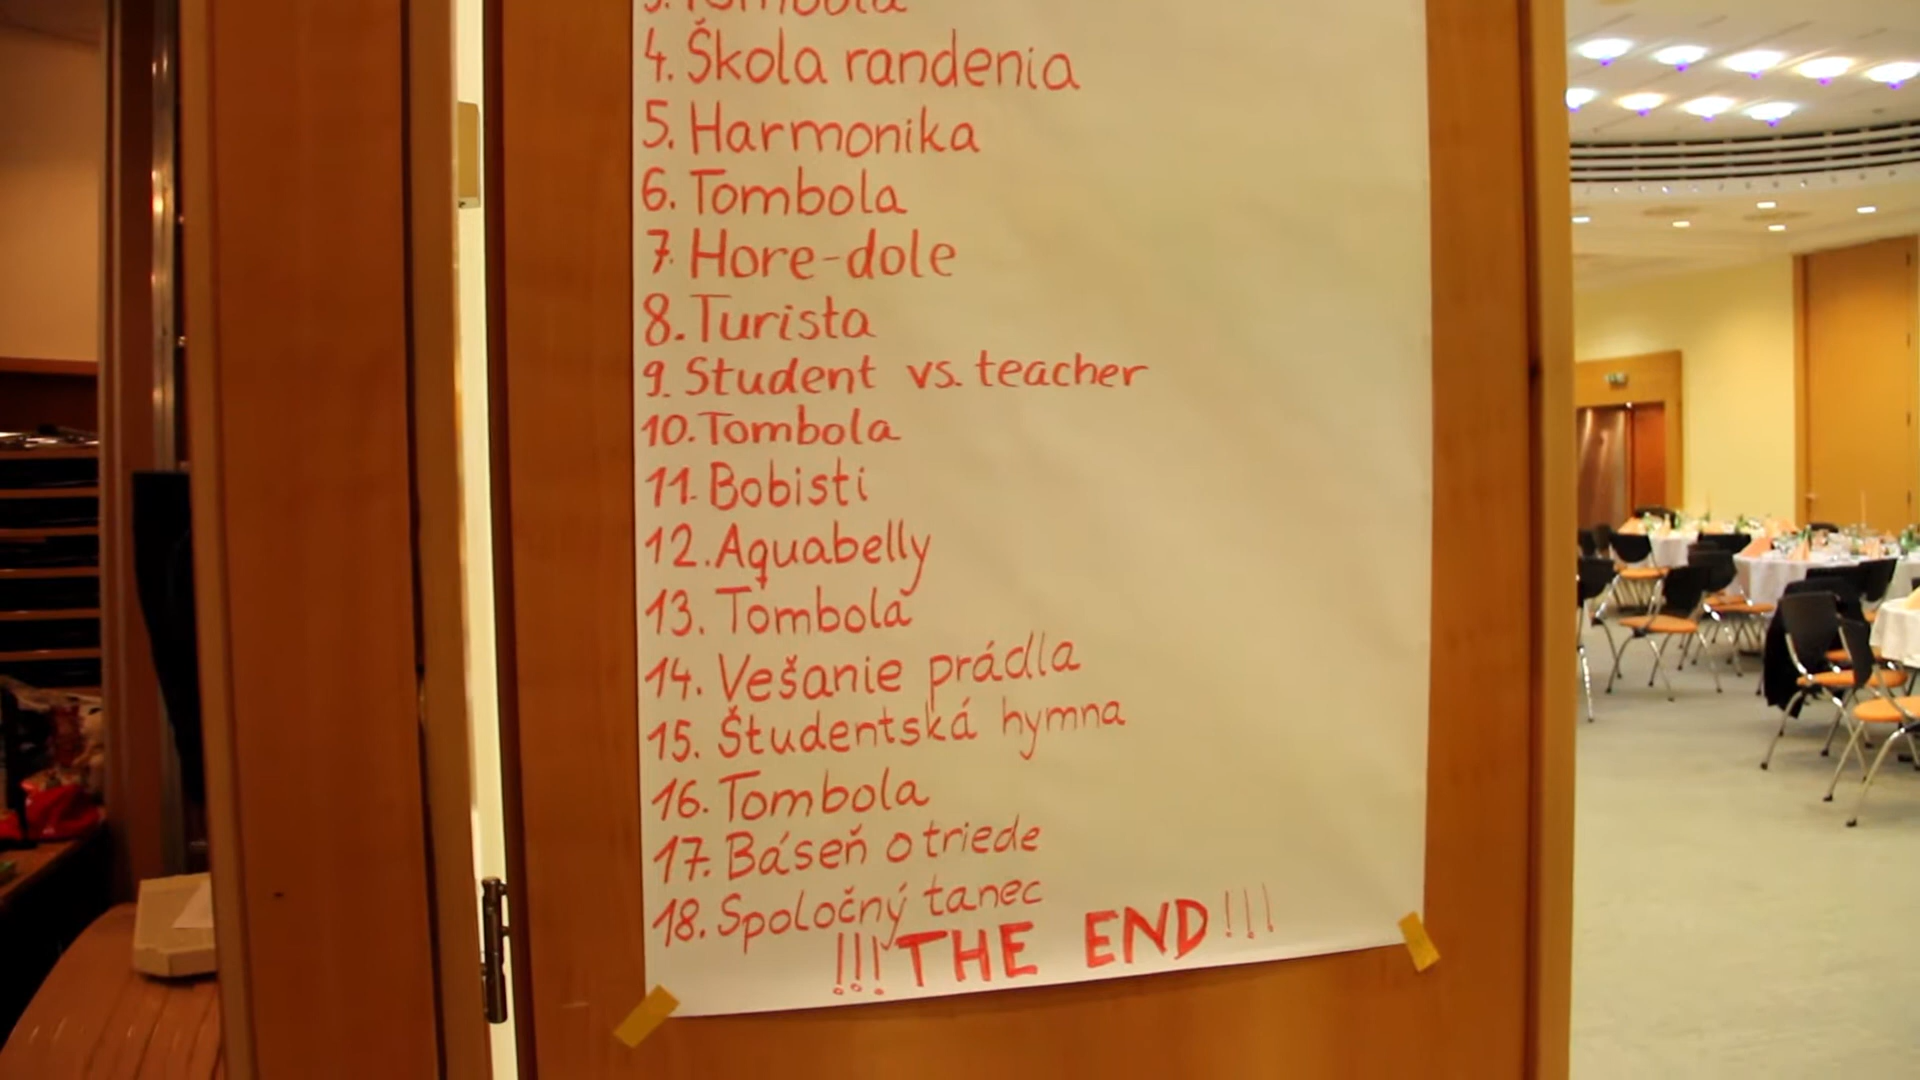 3. Tombola
4. Škola randenia
5. Harmonika
6. Tombola
7. Hore-dole
8. Turista
9. Student vs. teacher
10. Tombola
11. Bobisti
12. Aquabelly
13. Tombola
14. Vešanie prádla
15. Študentská hymna
16. Tombola
17. Báseň o triede
18. Spoločný tanec
!!! THE END !!!